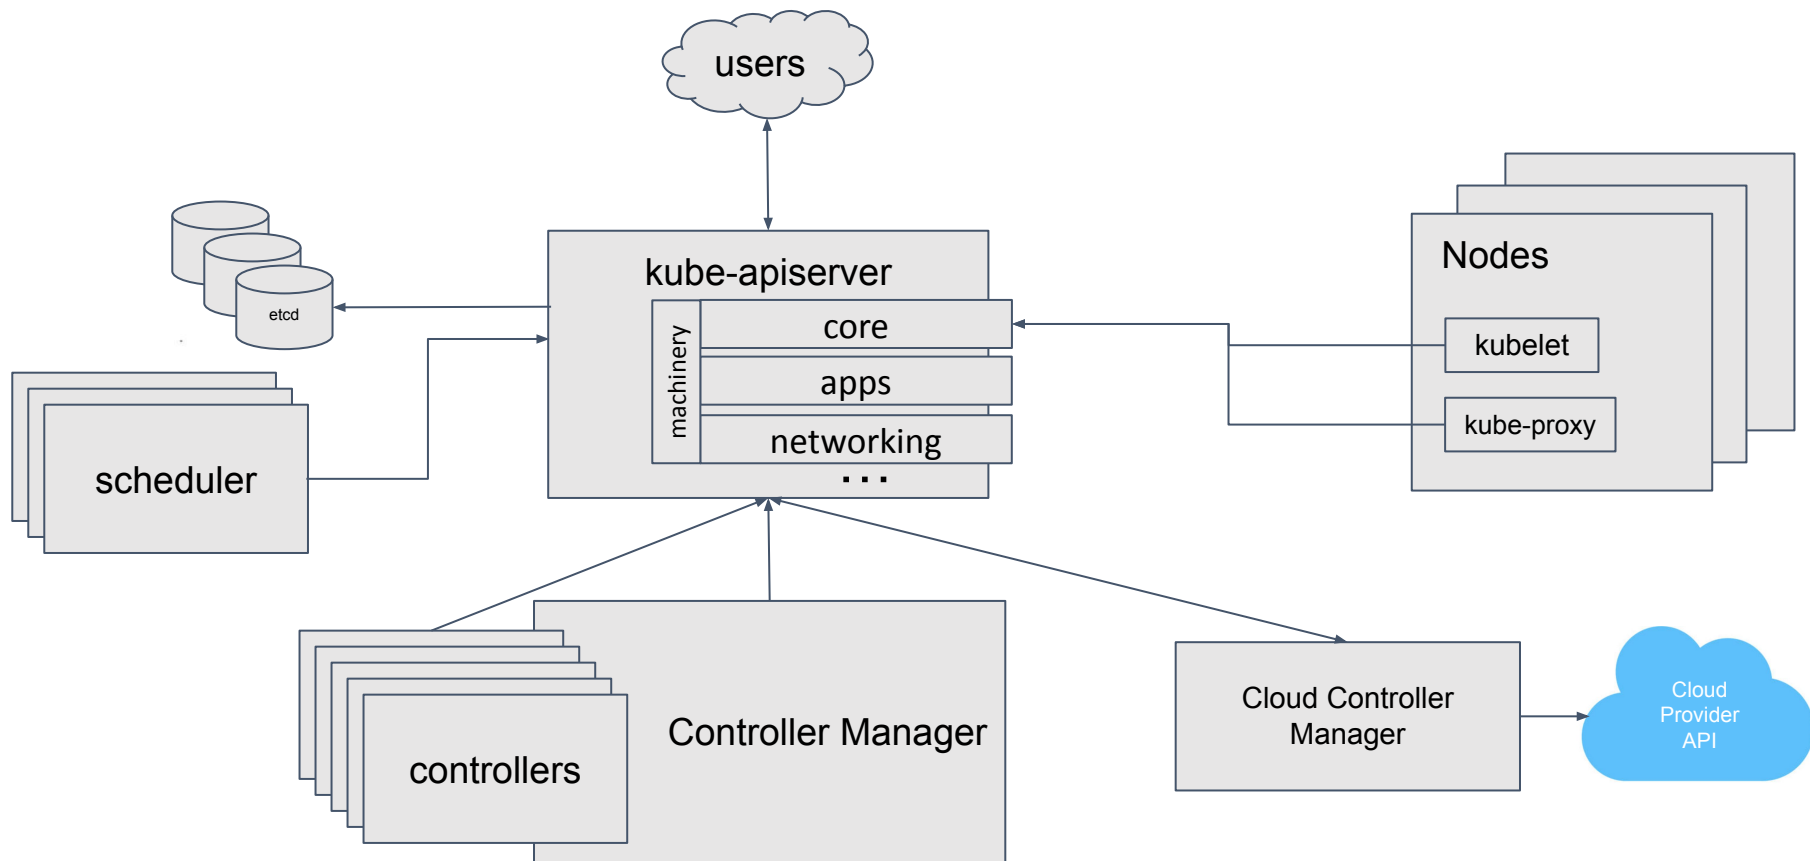 users
kube-apiserver
machinery
core
apps
networking
...
etcd
scheduler
Nodes
kubelet
kube-proxy
controllers
Controller Manager
Cloud Controller
Manager
Cloud
Provider
API